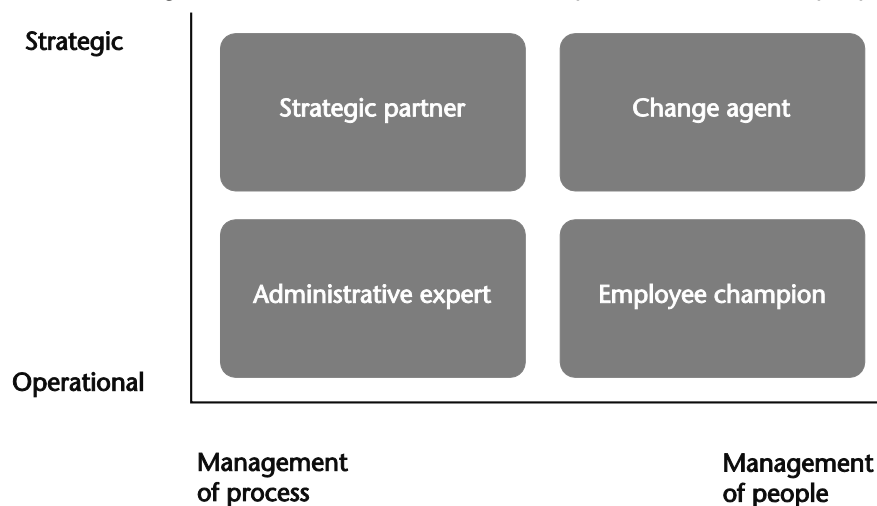 Strategic
Strategic partner
Change agent
Administrative expert
Employee champion
Operational
Management
of process
Management
of people